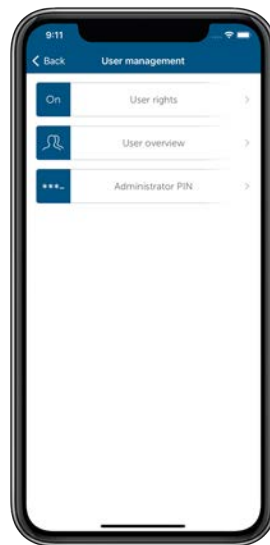 9:11
Back
User management
On
User rights
User overview
***_
Administrator PIN